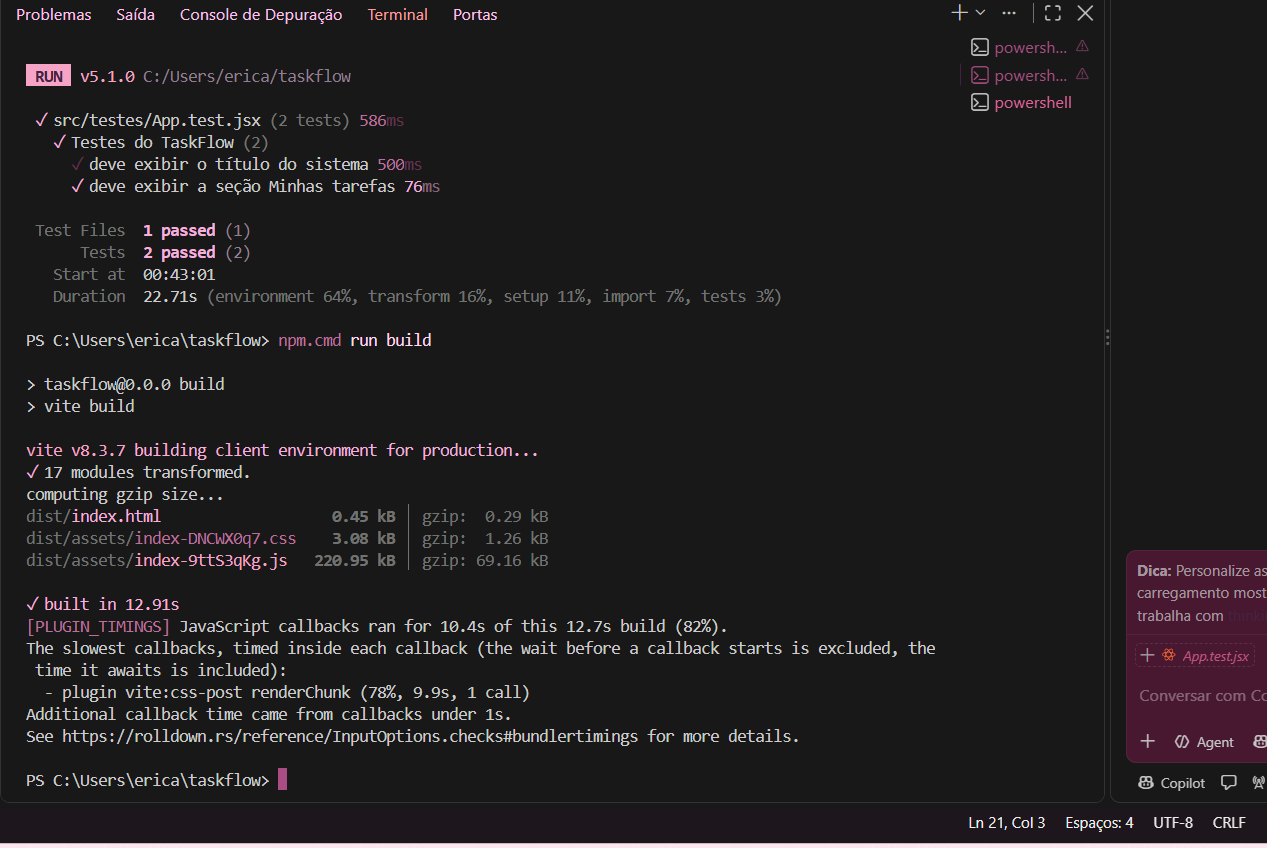 Problemas Saída Console de Depuração Terminal Portas
powersh...
powersh...
powershell
RUN v5.1.0 C:/Users/erica/taskflow
✓ src/testes/App.test.jsx (2 tests) 586ms
✓ Testes do TaskFlow (2)
✓ deve exibir o título do sistema 500ms
✓ deve exibir a seção Minhas tarefas 76ms
Test Files 1 passed (1)
Tests 2 passed (2)
Start at 00:43:01
Duration 22.71s (environment 64%, transform 16%, setup 11%, import 7%, tests 3%)
PS C:\Users\erica\taskflow> npm.cmd run build
> taskflow@0.0.0 build
> vite build
vite v8.3.7 building client environment for production...
✓ 17 modules transformed.
computing gzip size...
dist/index.html 0.45 kB │ gzip: 0.29 kB
dist/assets/index-DNCWX0q7.css 3.08 kB │ gzip: 1.26 kB
dist/assets/index-9ttS3qKg.js 220.95 kB │ gzip: 69.16 kB
✓ built in 12.91s
[PLUGIN_TIMINGS] JavaScript callbacks ran for 10.4s of this 12.7s build (82%).
The slowest callbacks, timed inside each callback (the wait before a callback starts is excluded, the
time it awaits is included):
- plugin vite:css-post renderChunk (78%, 9.9s, 1 call)
Additional callback time came from callbacks under 1s.
See https://rolldown.rs/reference/InputOptions.checks#bundlertimings for more details.
PS C:\Users\erica\taskflow>
Dica: Personalize as
carregamento most
trabalha com
App.test.jsx
Conversar com Co
Agent
Copilot
Ln 21, Col 3 Espaços: 4 UTF-8 CRLF